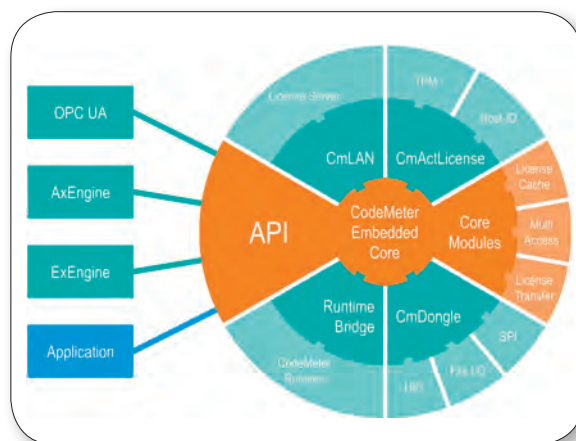 OPC UA
AxEngine
ExEngine
Application
API
License Server
CmLAN
TPM
Host ID
CmActLicense
CodeMeter
Embedded
Core
Core
Modules
License
Cache
Multi
Access
License
Transfer
Runtime
Bridge
CodeMeter
Runtime
CmDongle
SPI
File I/O
USB